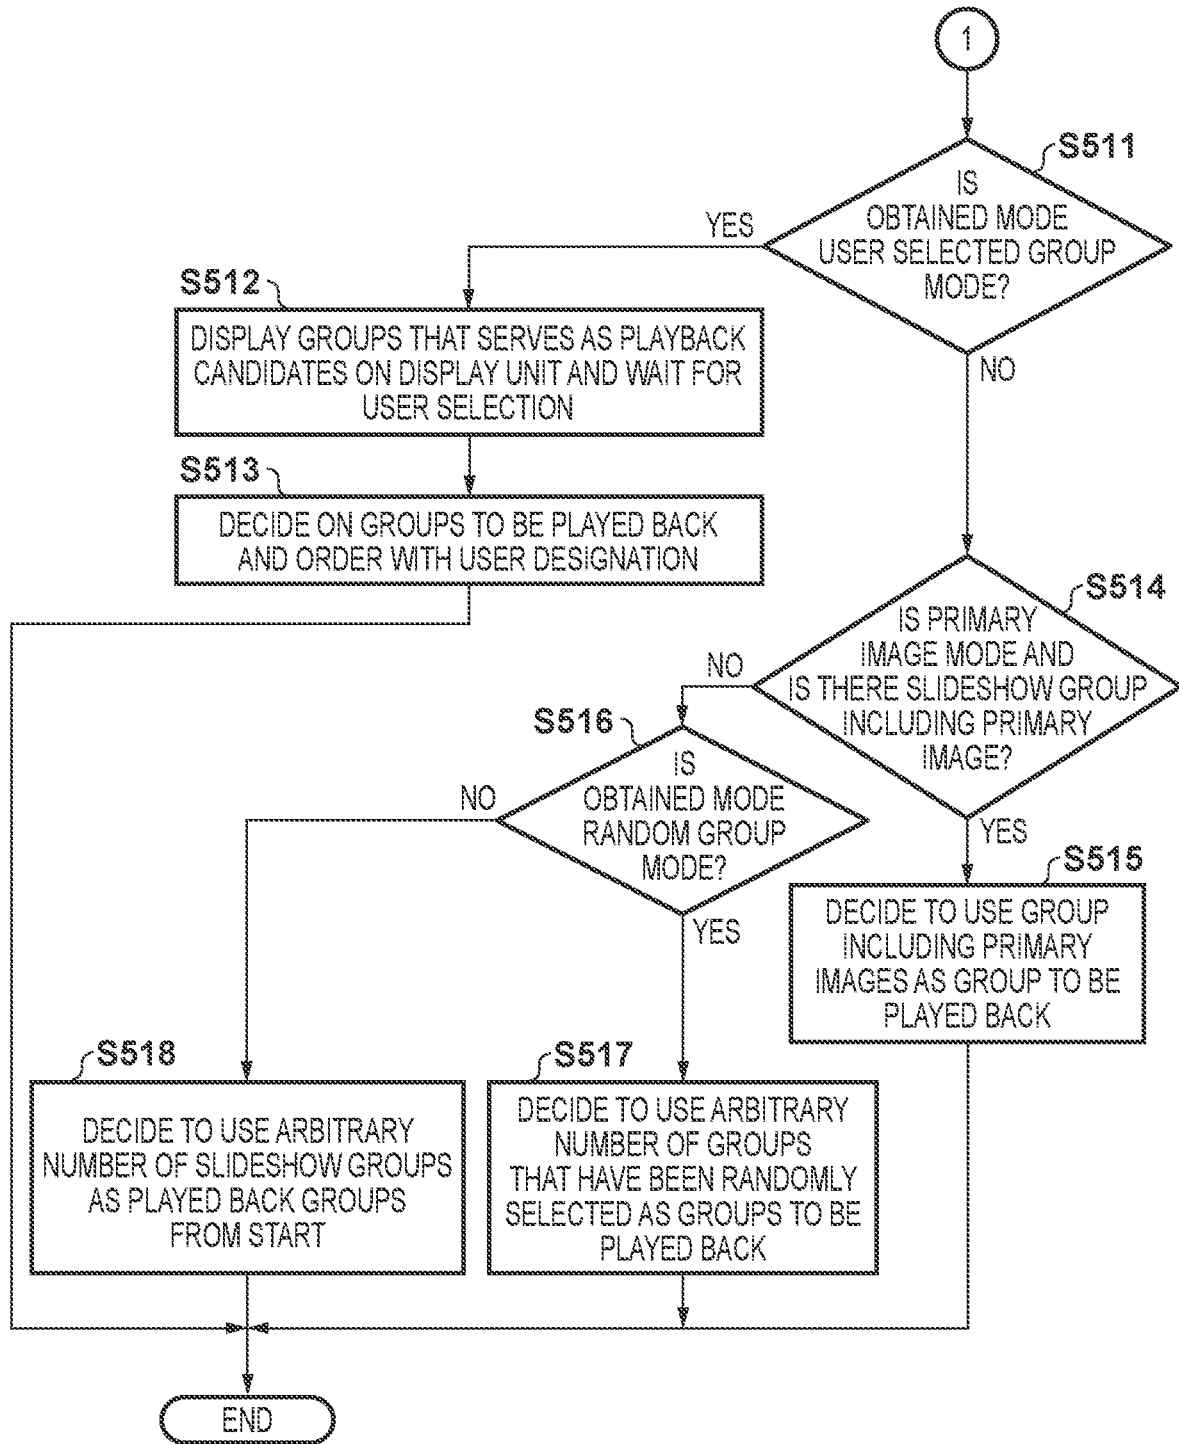 1
S511
IS
OBTAINED MODE
USER SELECTED GROUP
MODE?
YES
NO
S512
DISPLAY GROUPS THAT SERVES AS PLAYBACK
CANDIDATES ON DISPLAY UNIT AND WAIT FOR
USER SELECTION
S513
DECIDE ON GROUPS TO BE PLAYED BACK
AND ORDER WITH USER DESIGNATION
S514
IS PRIMARY
IMAGE MODE AND
IS THERE SLIDESHOW GROUP
INCLUDING PRIMARY
IMAGE?
NO
YES
S516
IS
OBTAINED MODE
RANDOM GROUP
MODE?
NO
YES
S515
DECIDE TO USE GROUP
INCLUDING PRIMARY
IMAGES AS GROUP TO BE
PLAYED BACK
S518
DECIDE TO USE ARBITRARY
NUMBER OF SLIDESHOW GROUPS
AS PLAYED BACK GROUPS
FROM START
S517
DECIDE TO USE ARBITRARY
NUMBER OF GROUPS
THAT HAVE BEEN RANDOMLY
SELECTED AS GROUPS TO BE
PLAYED BACK
END